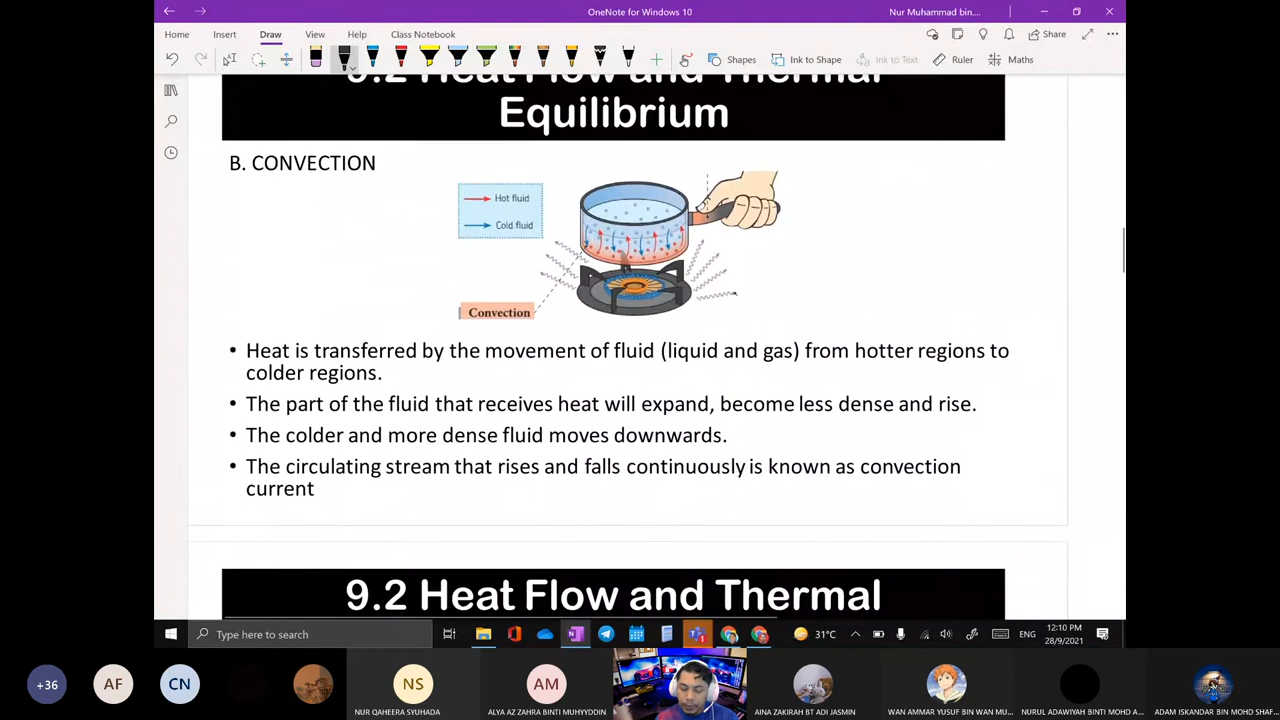 OneNote for Windows 10
Nur Muhammad bin....
Home
Insert
Draw
View
Help
Class Notebook
Share
Shapes
Ink to Shape
Ink to Text
Ruler
Maths
9.2 Heat Flow and Thermal
Equilibrium
B. CONVECTION
Hot fluid
Cold fluid
Convection
• Heat is transferred by the movement of fluid (liquid and gas) from hotter regions to
colder regions.
• The part of the fluid that receives heat will expand, become less dense and rise.
• The colder and more dense fluid moves downwards.
• The circulating stream that rises and falls continuously is known as convection
current
9.2 Heat Flow and Thermal
Type here to search
31°C
ENG
12:10 PM
28/9/2021
+36
AF
CN
NS
NUR QAHEERA SYUHADA
AM
ALYA AZ ZAHRA BINTI MUHYYDDIN
AINA ZAKIRAH BT ADI JASMIN
WAN AMMAR YUSUF BIN WAN MU...
NURUL ADAWIYAH BINTI MOHD A...
ADAM ISKANDAR BIN MOHD SHAF...